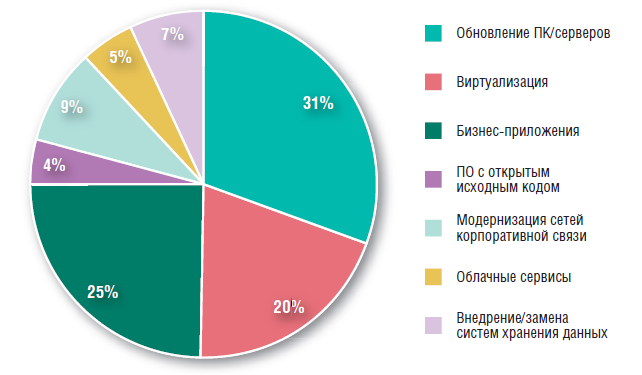 7%
5%
31%
9%
4%
25%
20%
Обновление ПК/серверов
Виртуализация
Бизнес-приложения
ПО с открытым
исходным кодом
Модернизация сетей
корпоративной связи
Облачные сервисы
Внедрение/замена
систем хранения данных